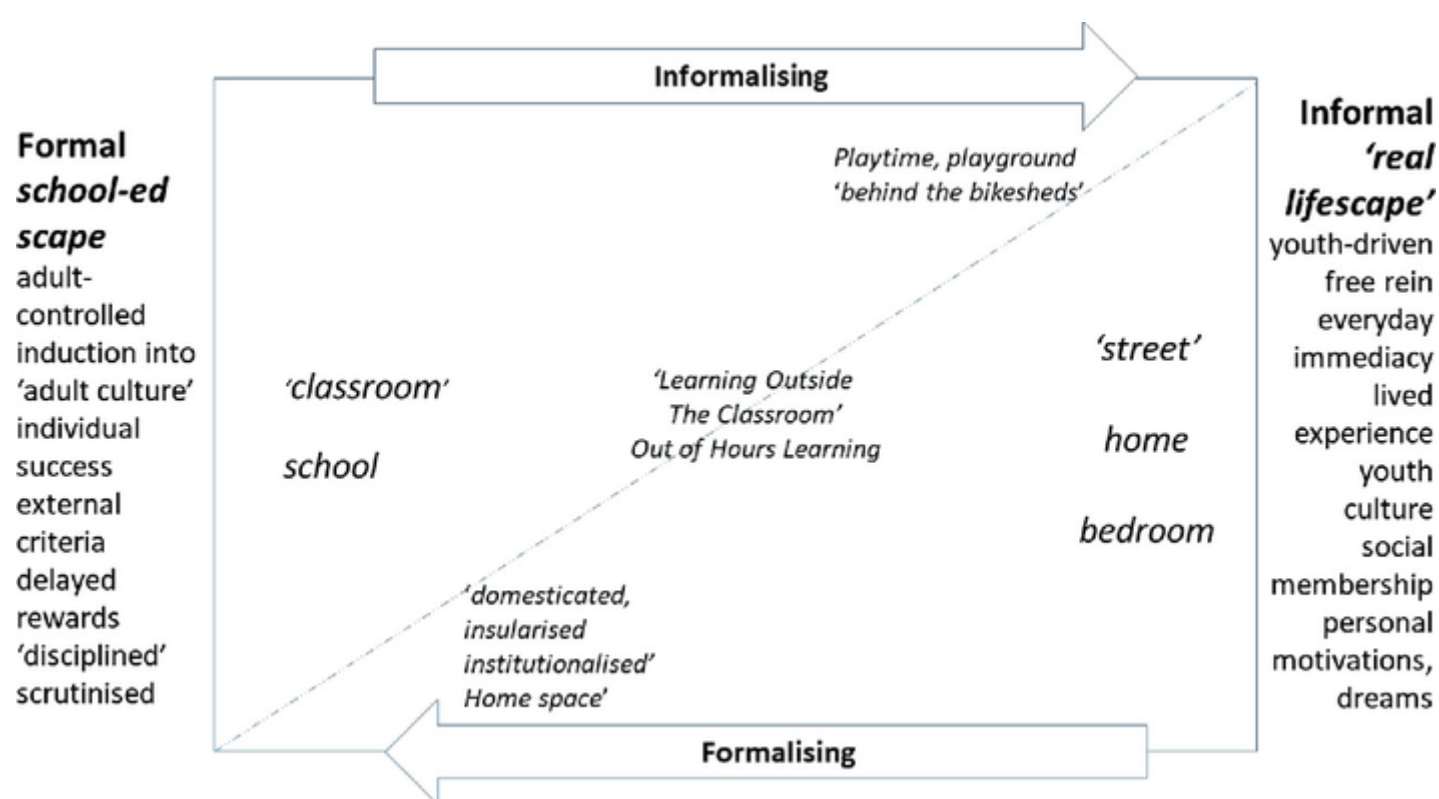 Informalising
Formal
school-ed
scape
adult-
controlled
induction into
‘adult culture’
individual
success
external
criteria
delayed
rewards
‘disciplined’
scrutinised
Playtime, playground
‘behind the bikesheds’
‘classroom’
school
‘Learning Outside
The Classroom’
Out of Hours Learning
‘street’
home
bedroom
‘domesticated,
insularised
institutionalised’
Home space’
Informal
‘real
lifescape’
youth-driven
free rein
everyday
immediacy
lived
experience
youth
culture
social
membership
personal
motivations,
dreams
Formalising